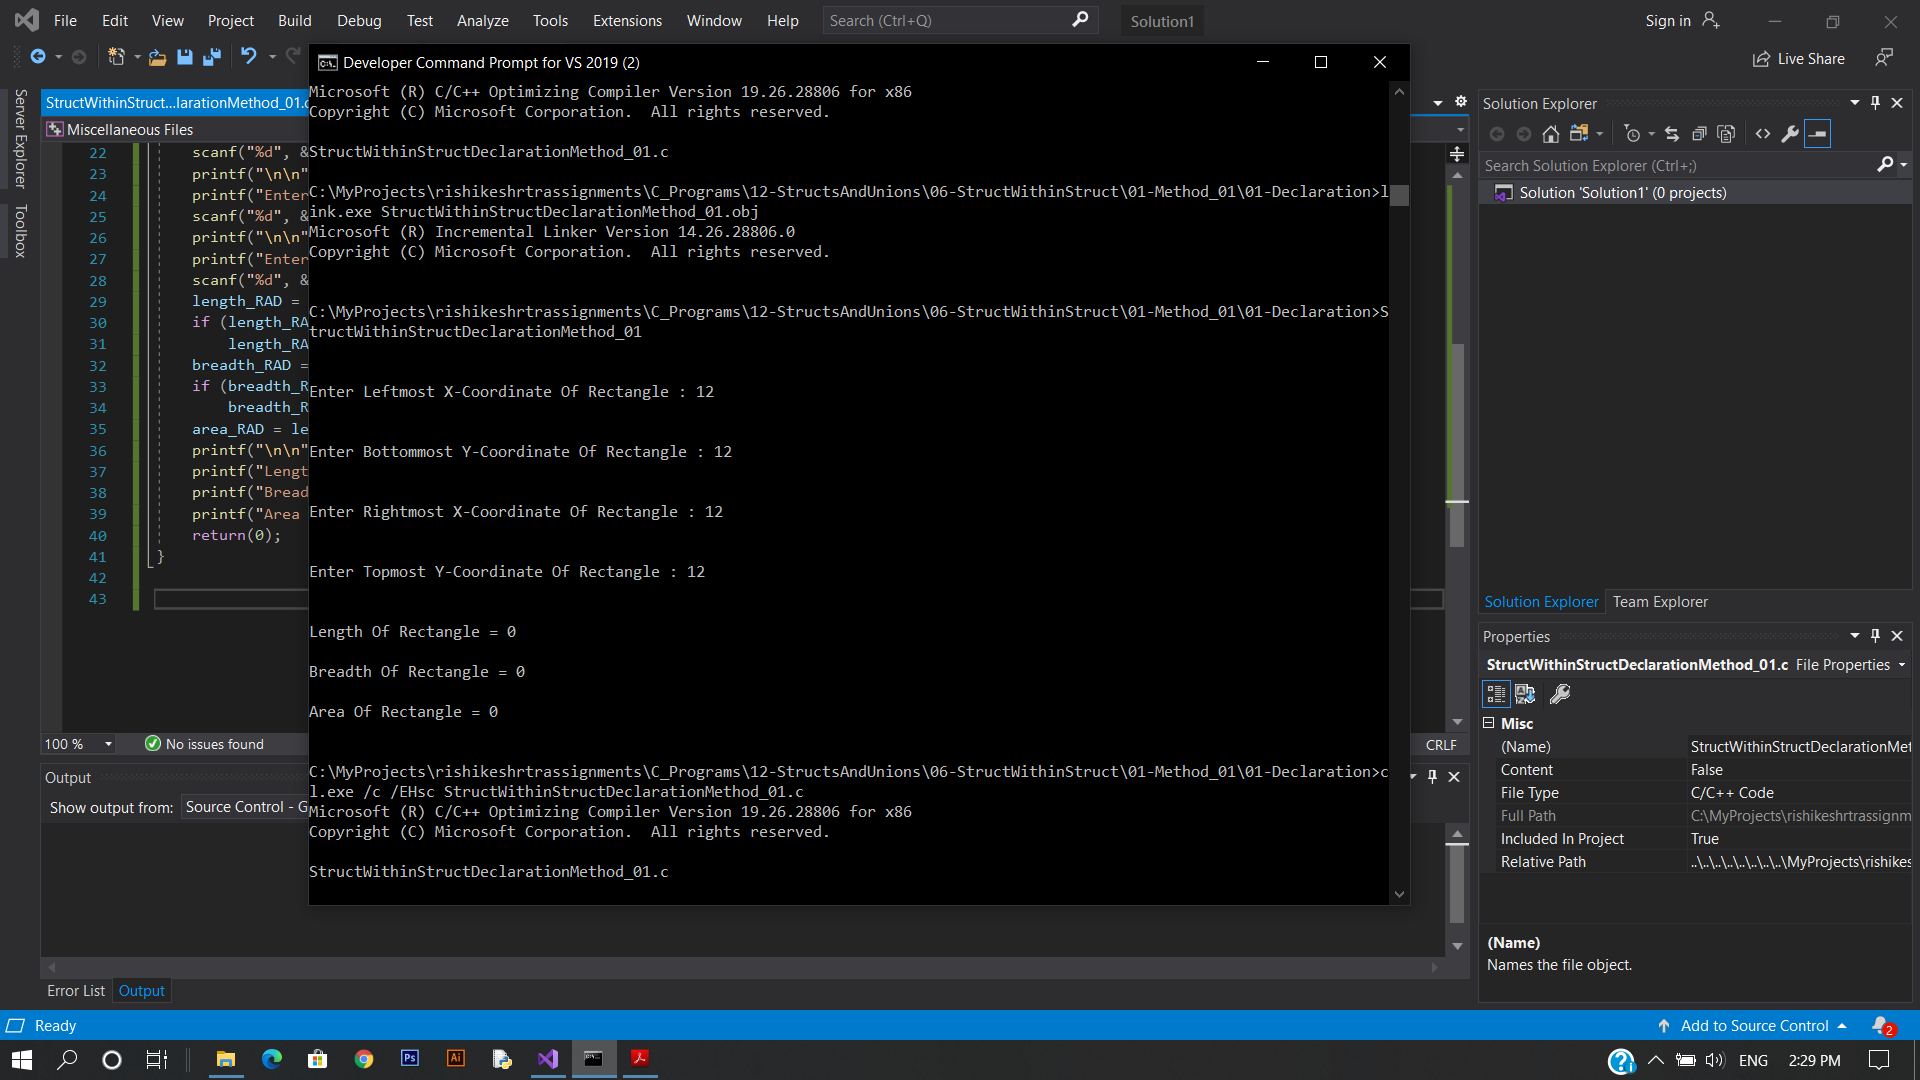 File Edit View Project Build Debug Test Analyze Tools Extensions Window Help Search (Ctrl+Q) Solution1 Sign in
Live Share
Developer Command Prompt for VS 2019 (2)
Server Explorer
Toolbox
StructWithinStruct...larationMethod_01.c
Miscellaneous Files
22 scanf("%d", &
23 printf("\n\n"
24 printf("Enter
25 scanf("%d", &
26 printf("\n\n"
27 printf("Enter
28 scanf("%d", &
29 length_RAD =
30 if (length_RA
31 length_RA
32 breadth_RAD =
33 if (breadth_R
34 breadth_R
35 area_RAD = le
36 printf("\n\n"
37 printf("Lengt
38 printf("Bread
39 printf("Area
40 return(0);
41 }
42
43
100 %
No issues found
CRLF
Microsoft (R) C/C++ Optimizing Compiler Version 19.26.28806 for x86
Copyright (C) Microsoft Corporation.  All rights reserved.
StructWithinStructDeclarationMethod_01.c
C:\MyProjects\rishikeshrtrassignments\C_Programs\12-StructsAndUnions\06-StructWithinStruct\01-Method_01\01-Declaration>l
ink.exe StructWithinStructDeclarationMethod_01.obj
Microsoft (R) Incremental Linker Version 14.26.28806.0
Copyright (C) Microsoft Corporation.  All rights reserved.
C:\MyProjects\rishikeshrtrassignments\C_Programs\12-StructsAndUnions\06-StructWithinStruct\01-Method_01\01-Declaration>S
tructWithinStructDeclarationMethod_01
Enter Leftmost X-Coordinate Of Rectangle : 12
Enter Bottommost Y-Coordinate Of Rectangle : 12
Enter Rightmost X-Coordinate Of Rectangle : 12
Enter Topmost Y-Coordinate Of Rectangle : 12
Length Of Rectangle = 0
Breadth Of Rectangle = 0
Area Of Rectangle = 0
C:\MyProjects\rishikeshrtrassignments\C_Programs\12-StructsAndUnions\06-StructWithinStruct\01-Method_01\01-Declaration>c
l.exe /c /EHsc StructWithinStructDeclarationMethod_01.c
Microsoft (R) C/C++ Optimizing Compiler Version 19.26.28806 for x86
Copyright (C) Microsoft Corporation.  All rights reserved.
StructWithinStructDeclarationMethod_01.c
Solution Explorer
Search Solution Explorer (Ctrl+;)
Solution 'Solution1' (0 projects)
Solution Explorer Team Explorer
Properties
StructWithinStructDeclarationMethod_01.c File Properties
Misc
(Name) StructWithinStructDeclarationMet
Content False
File Type C/C++ Code
Full Path C:\MyProjects\rishikeshrtrassignm
Included In Project True
Relative Path ..\..\..\..\..\..\..\MyProjects\rishikes
(Name)
Names the file object.
Output
Show output from: Source Control - G
Error List Output
Ready
Add to Source Control 2
Ps Ai ENG 2:29 PM